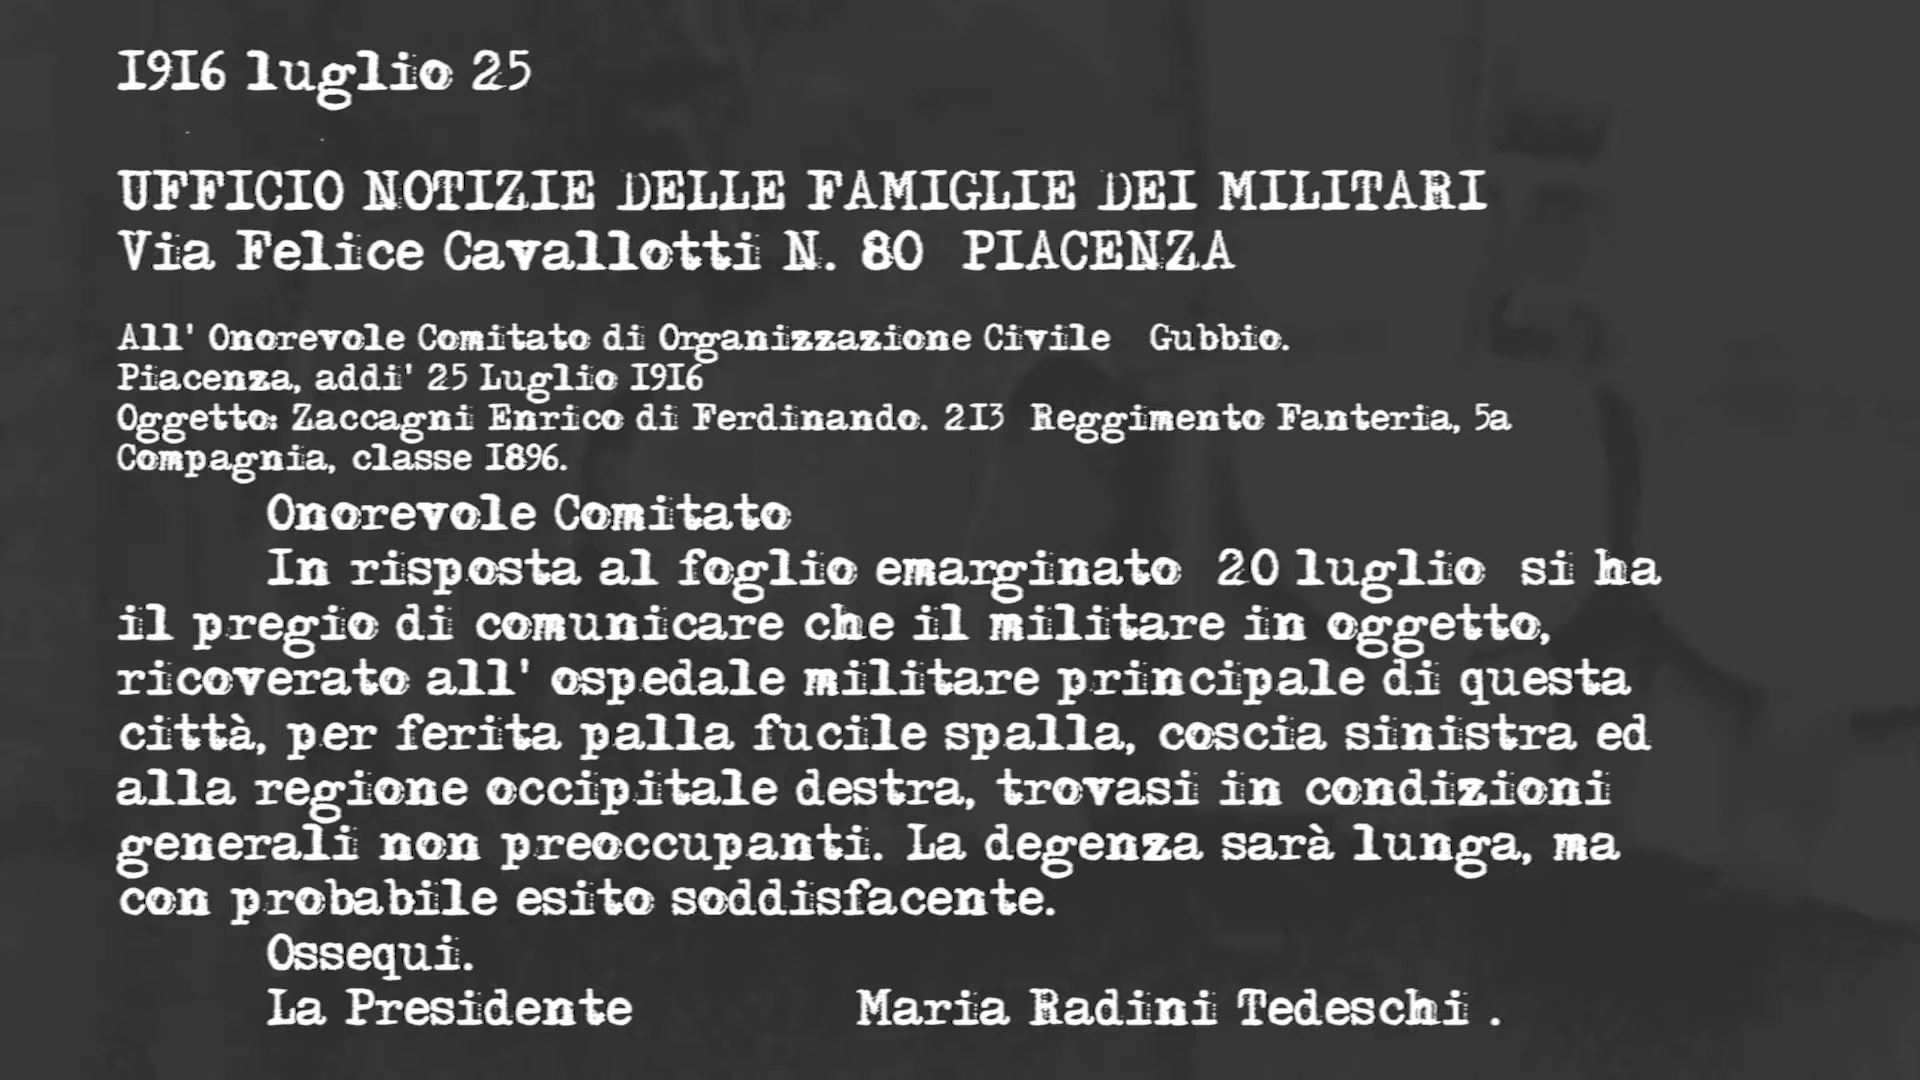 1916 luglio 25
UFFICIO NOTIZIE DELLE FAMIGLIE DEI MILITARI
Via Felice Cavallotti N. 80 PIACENZA
All' Onorevole Comitato di Organizzazione Civile Gubbio.
Piacenza, addi' 25 Luglio 1916
Oggetto: Zaccagni Enrico di Ferdinando. 213 Reggimento Fanteria, 5a
Compagnia, classe 1896.
Onorevole Comitato
In risposta al foglio emarginato 20 luglio si ha
il pregio di comunicare che il militare in oggetto,
ricoverato all' ospedale militare principale di questa
città, per ferita palla fucile spalla, coscia sinistra ed
alla regione occipitale destra, trovasi in condizioni
generali non preoccupanti. La degenza sarà lunga, ma
con probabile esito soddisfacente.
Ossequi.
La Presidente Maria Radini Tedeschi .